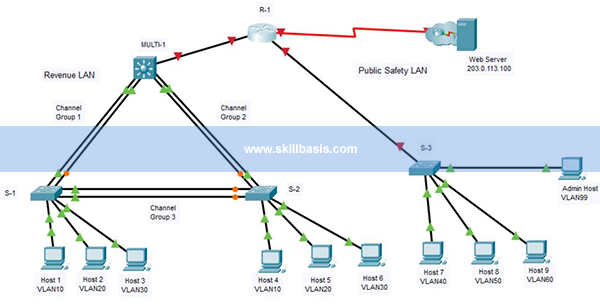 R-1
MULTI-1
Revenue LAN
Public Safety LAN
Web Server
203.0.113.100
Channel
Group 1
Channel
Group 2
www.skillbasis.com
S-1
S-2
S-3
Channel
Group 3
Admin Host
VLAN99
Host 1
VLAN10
Host 2
VLAN20
Host 3
VLAN30
Host 4
VLAN10
Host 5
VLAN20
Host 6
VLAN30
Host 7
VLAN40
Host 8
VLAN50
Host 9
VLAN60